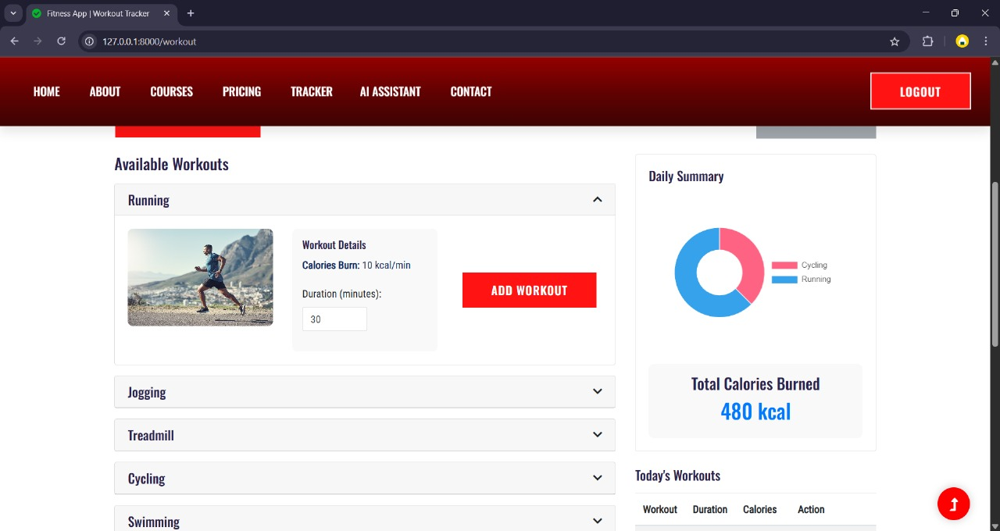 Fitness App | Workout Tracker
127.0.0.1:8000/workout
HOME ABOUT COURSES PRICING TRACKER AI ASSISTANT CONTACT LOGOUT
Available Workouts
Running
Workout Details
Calories Burn: 10 kcal/min
Duration (minutes):
30
ADD WORKOUT
Jogging
Treadmill
Cycling
Swimming
Daily Summary
Cycling
Running
Total Calories Burned
480 kcal
Today's Workouts
Workout Duration Calories Action